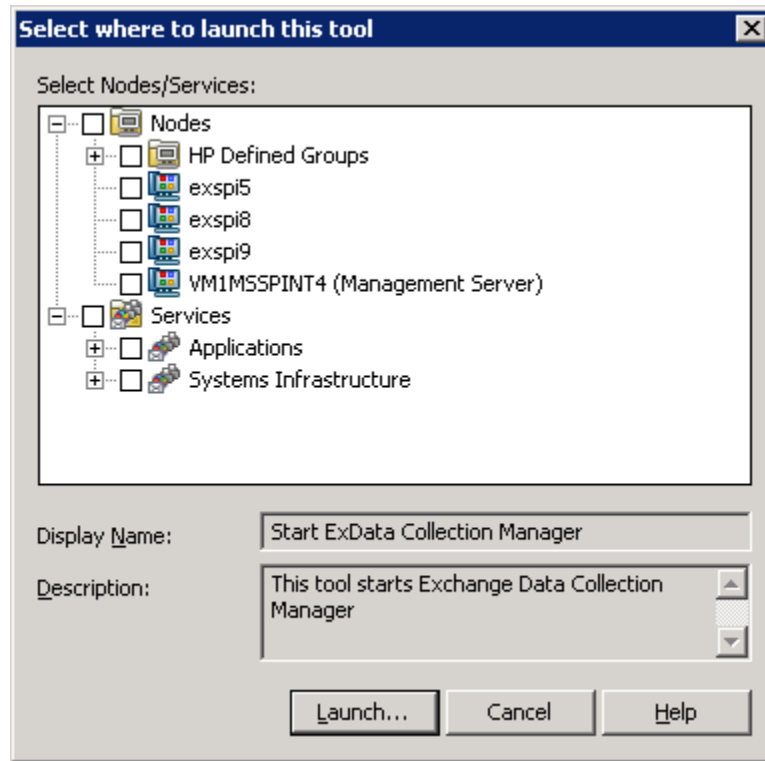 Select where to launch this tool
Select Nodes/Services:
Nodes
HP Defined Groups
exspi5
exspi8
exspi9
VM1MSSPINT4 (Management Server)
Services
Applications
Systems Infrastructure
Display Name:
Start ExData Collection Manager
Description:
This tool starts Exchange Data Collection
Manager
Launch...
Cancel
Help